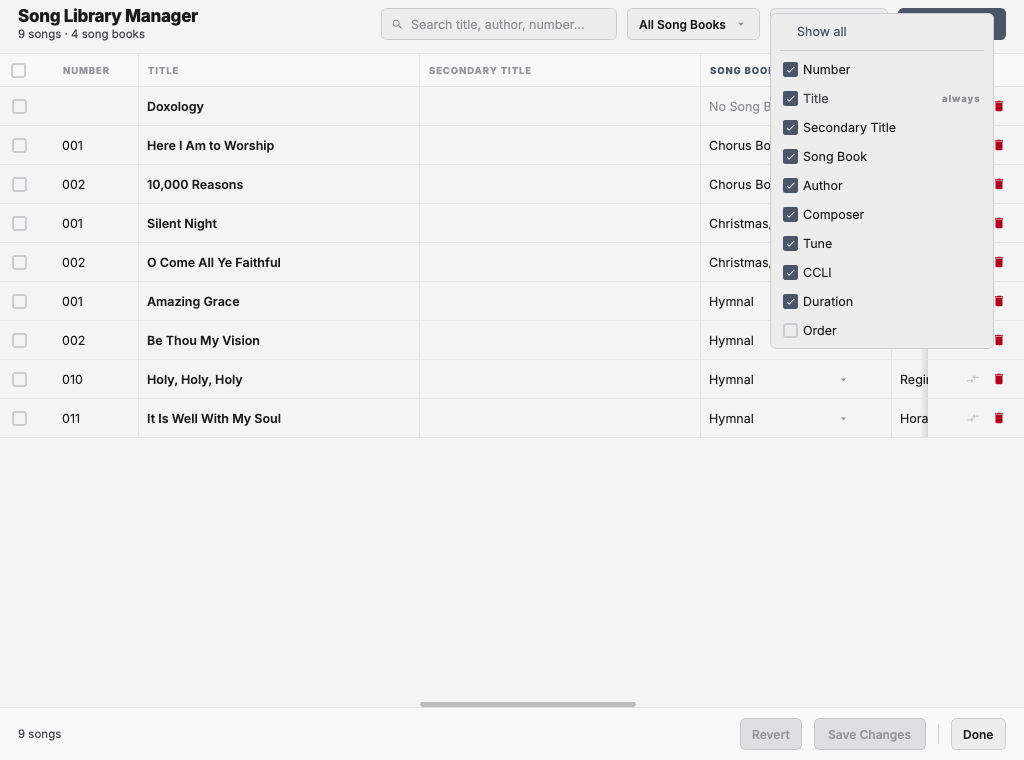 Song Library Manager
9 songs · 4 song books
Search title, author, number...
All Song Books
Show all
Number
Title always
Secondary Title
Song Book
Author
Composer
Tune
CCLI
Duration
Order
NUMBER TITLE SECONDARY TITLE SONG
Doxology No Song
001 Here I Am to Worship Chorus
002 10,000 Reasons Chorus
001 Silent Night Christmas,
002 O Come All Ye Faithful Christmas,
001 Amazing Grace Hymnal
002 Be Thou My Vision Hymnal
010 Holy, Holy, Holy Hymnal
011 It Is Well With My Soul Hymnal
9 songs
Revert Save Changes Done